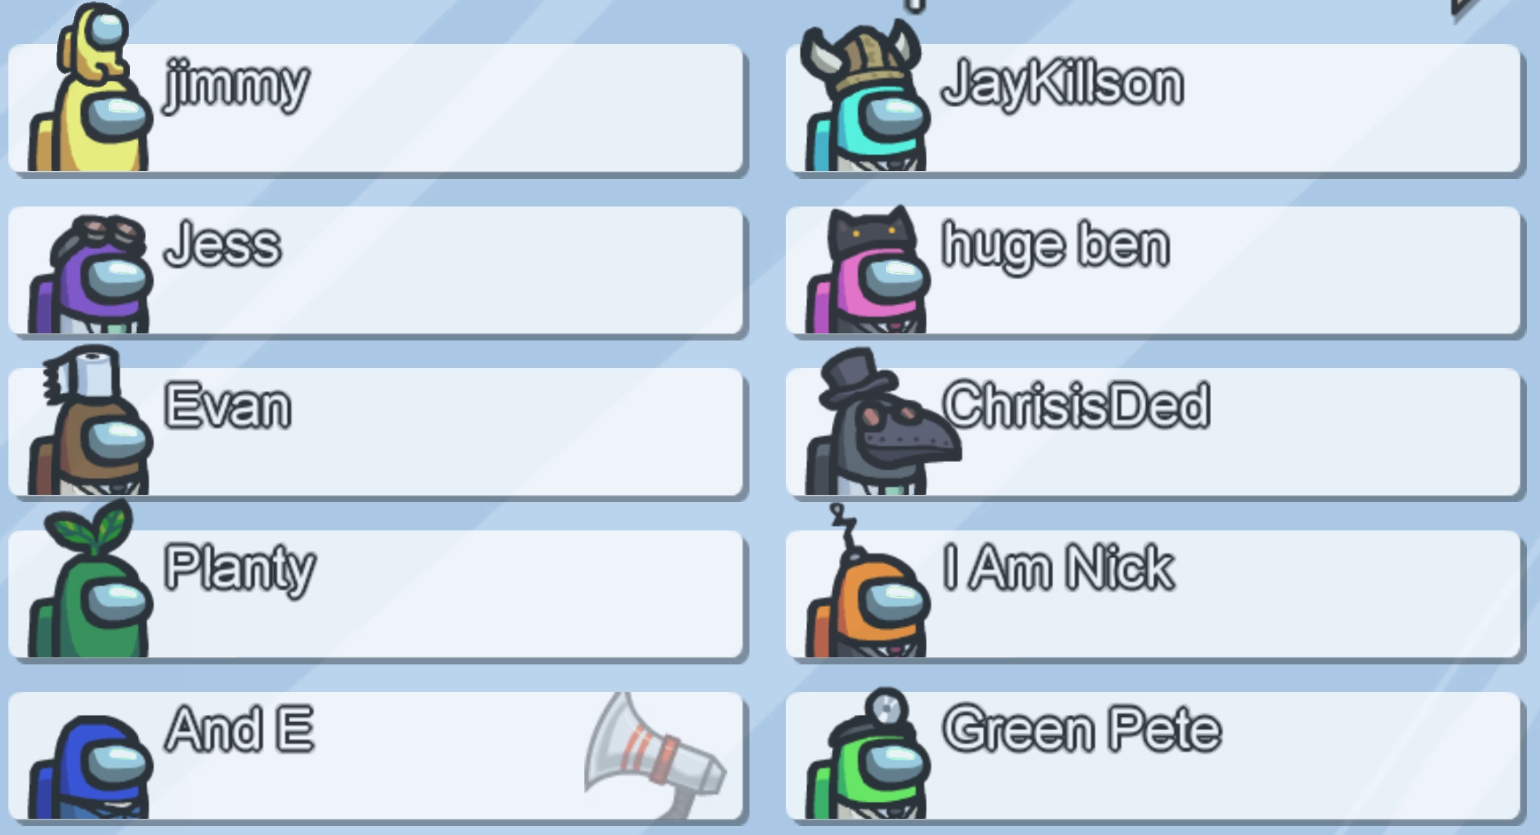 jimmy
JayKillson
Jess
huge ben
Evan
ChrisisDed
Planty
I Am Nick
And E
Green Pete